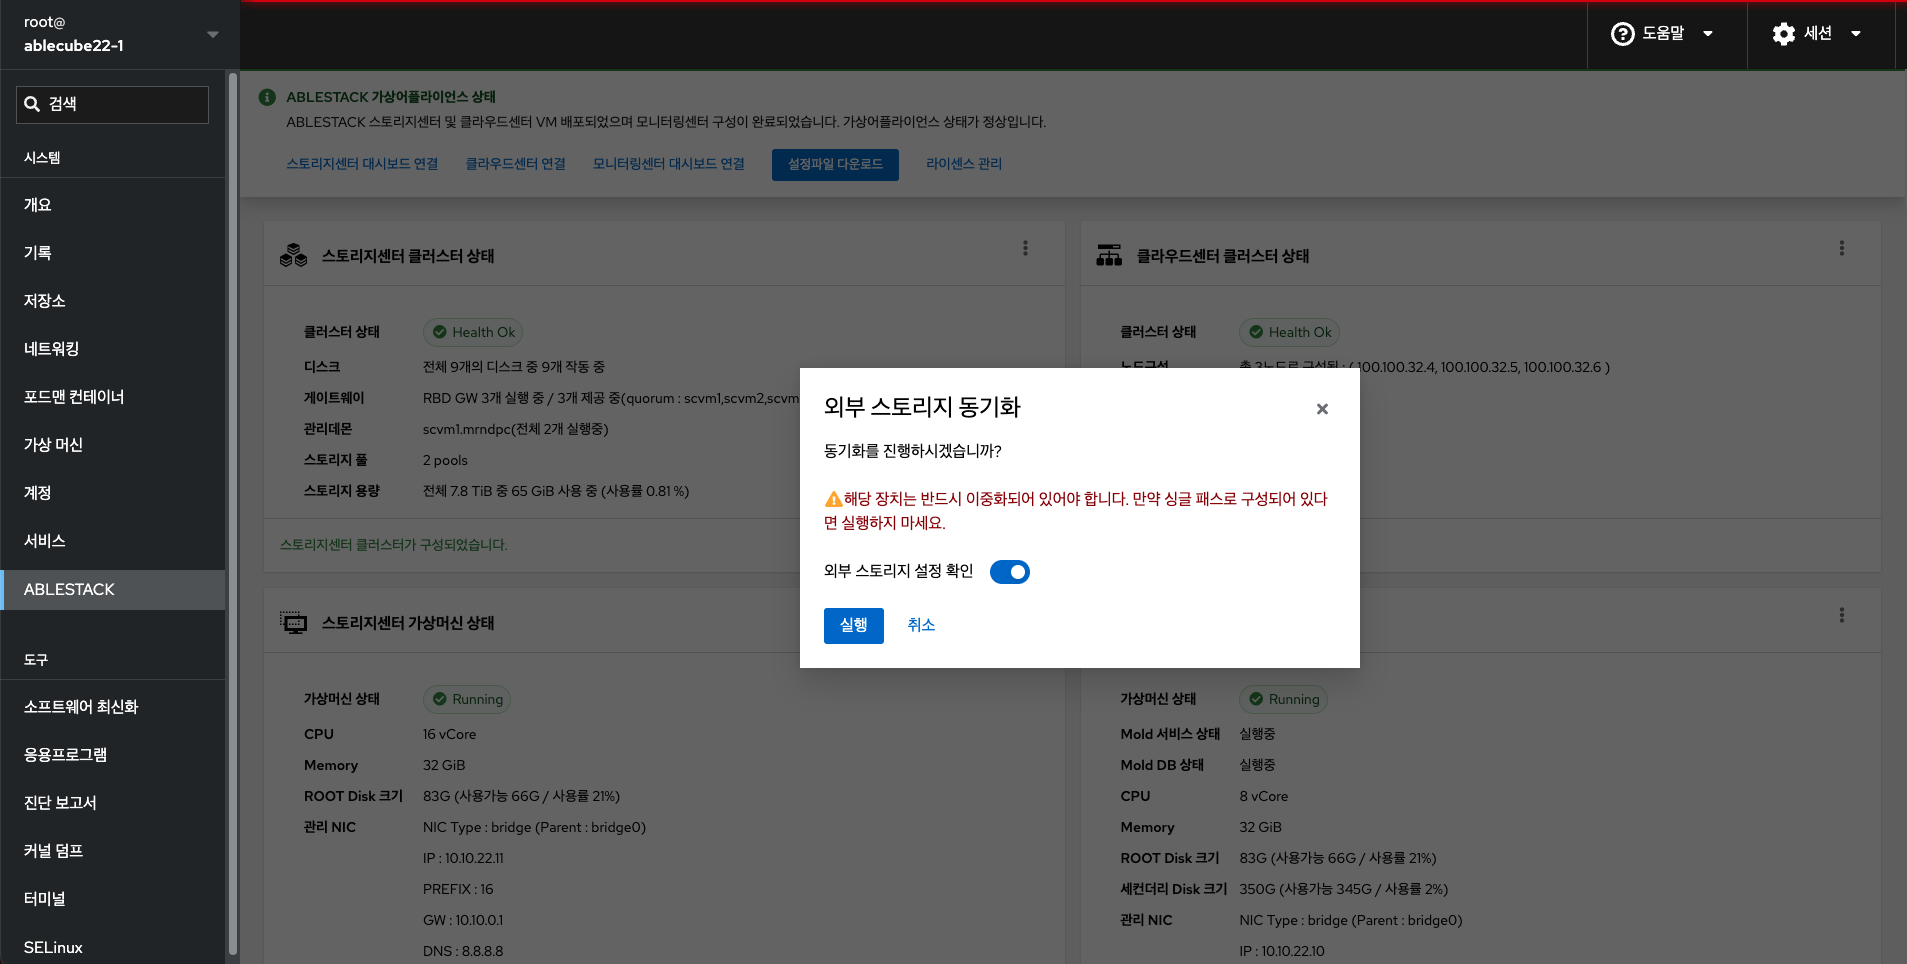 root@
ablecube22-1
도움말
세션
검색
시스템
개요
기록
저장소
네트워킹
포드맨 컨테이너
가상 머신
계정
서비스
ABLESTACK
도구
소프트웨어 최신화
응용프로그램
진단 보고서
커널 덤프
터미널
SELinux
ABLESTACK 가상어플라이언스 상태
ABLESTACK 스토리지센터 및 클라우드센터 VM 배포되었으며 모니터링센터 구성이 완료되었습니다. 가상어플라이언스 상태가 정상입니다.
스토리지센터 대시보드 연결 클라우드센터 연결 모니터링센터 대시보드 연결 설정파일 다운로드 라이센스 관리
스토리지센터 클러스터 상태
클러스터 상태 Health Ok
디스크 전체 9개의 디스크 중 9개 작동 중
게이트웨이 RBD GW 3개 실행 중 / 3개 제공 중(quorum : scvm1,scvm2,scvm
관리데몬 scvm1.mrndpc(전체 2개 실행중)
스토리지 풀 2 pools
스토리지 용량 전체 7.8 TiB 중 65 GiB 사용 중 (사용률 0.81 %)
스토리지센터 클러스터가 구성되었습니다.
클라우드센터 클러스터 상태
클러스터 상태 Health Ok
노드구성 총 3노드로 구성됨 : ( 100.100.32.4, 100.100.32.5, 100.100.32.6 )
외부 스토리지 동기화
동기화를 진행하시겠습니까?
해당 장치는 반드시 이중화되어 있어야 합니다. 만약 싱글 패스로 구성되어 있다
면 실행하지 마세요.
외부 스토리지 설정 확인
실행 취소
스토리지센터 가상머신 상태
가상머신 상태 Running
CPU 16 vCore
Memory 32 GiB
ROOT Disk 크기 83G (사용가능 66G / 사용률 21%)
관리 NIC NIC Type : bridge (Parent : bridge0)
IP : 10.10.22.11
PREFIX : 16
GW : 10.10.0.1
DNS : 8.8.8.8
가상머신 상태 Running
Mold 서비스 상태 실행중
Mold DB 상태 실행중
CPU 8 vCore
Memory 32 GiB
ROOT Disk 크기 83G (사용가능 66G / 사용률 21%)
세컨더리 Disk 크기 350G (사용가능 345G / 사용률 2%)
관리 NIC NIC Type : bridge (Parent : bridge0)
IP : 10.10.22.10